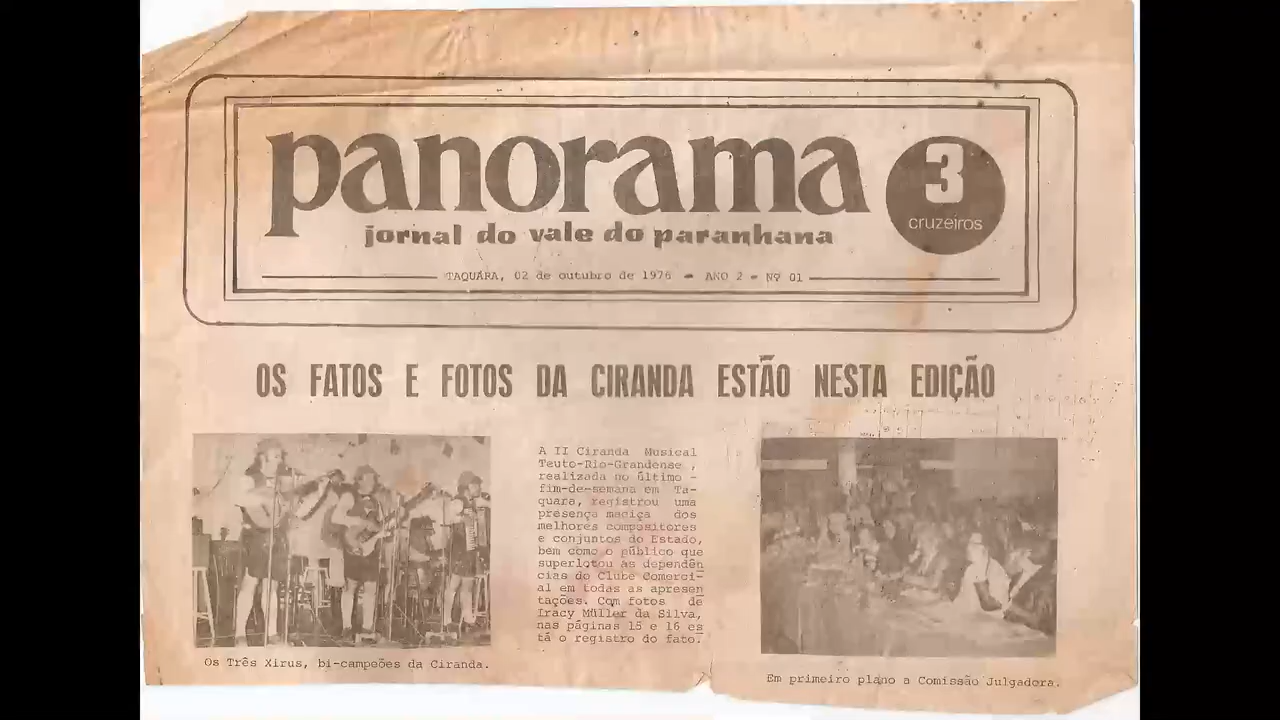 panorama
3
cruzeiros
jornal do vale do paranhana
TAQUÁRA, 02 de outubro de 1976 - ANO 2 - Nº 01
OS FATOS E FOTOS DA CIRANDA ESTÃO NESTA EDIÇÃO
A II Ciranda Musical
Teuto-Rio-Grandense ,
realizada no último -
fim-de-semana em Ta-
quara, registrou uma
presença maciça dos
melhores compositores
e conjuntos do Estado,
bem como o público que
superlotou as dependên
cias do Clube Comerci-
al em todas as apresen
tações. Com fotos de
Iracy Müller da Silva,
nas páginas 15 e 16 es
tá o registro do fato.
Os Três Xirus, bi-campeões da Ciranda.
Em primeiro plano a Comissão Julgadora.